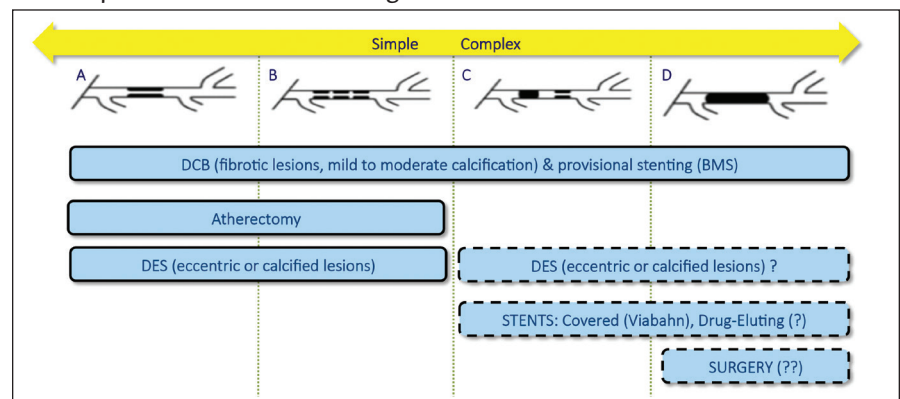 Simple Complex
A B C D
DCB (fibrotic lesions, mild to moderate calcification) & provisional stenting (BMS)
Atherectomy
DES (eccentric or calcified lesions) DES (eccentric or calcified lesions) ?
STENTS: Covered (Viabahn), Drug-Eluting (?)
SURGERY (??)